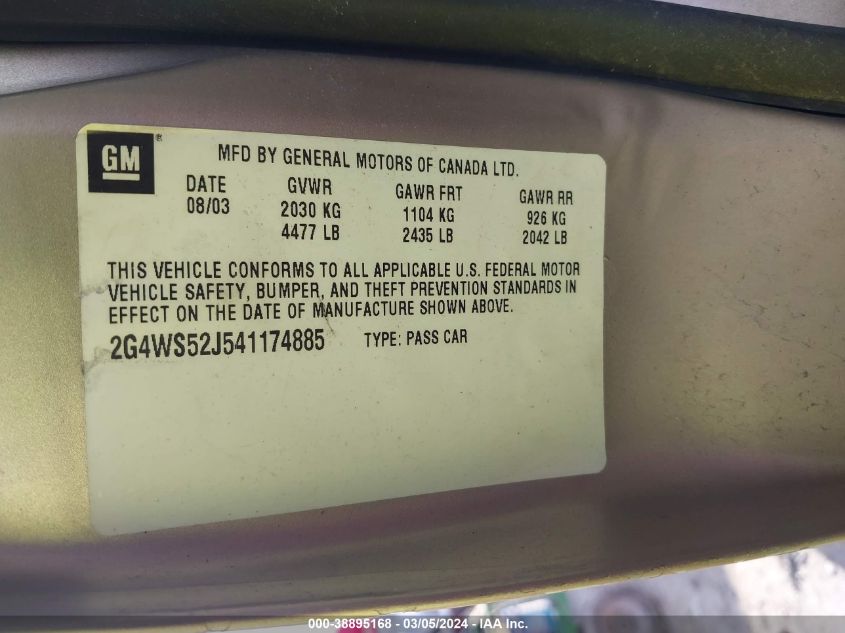 GM ®
MFD BY GENERAL MOTORS OF CANADA LTD.
DATE GVWR GAWR FRT GAWR RR
08/03 2030 KG 1104 KG 926 KG
4477 LB 2435 LB 2042 LB
THIS VEHICLE CONFORMS TO ALL APPLICABLE U.S. FEDERAL MOTOR
VEHICLE SAFETY, BUMPER, AND THEFT PREVENTION STANDARDS IN
EFFECT ON THE DATE OF MANUFACTURE SHOWN ABOVE.
2G4WS52J541174885 TYPE: PASS CAR
000-38895168 - 03/05/2024 - IAA Inc.